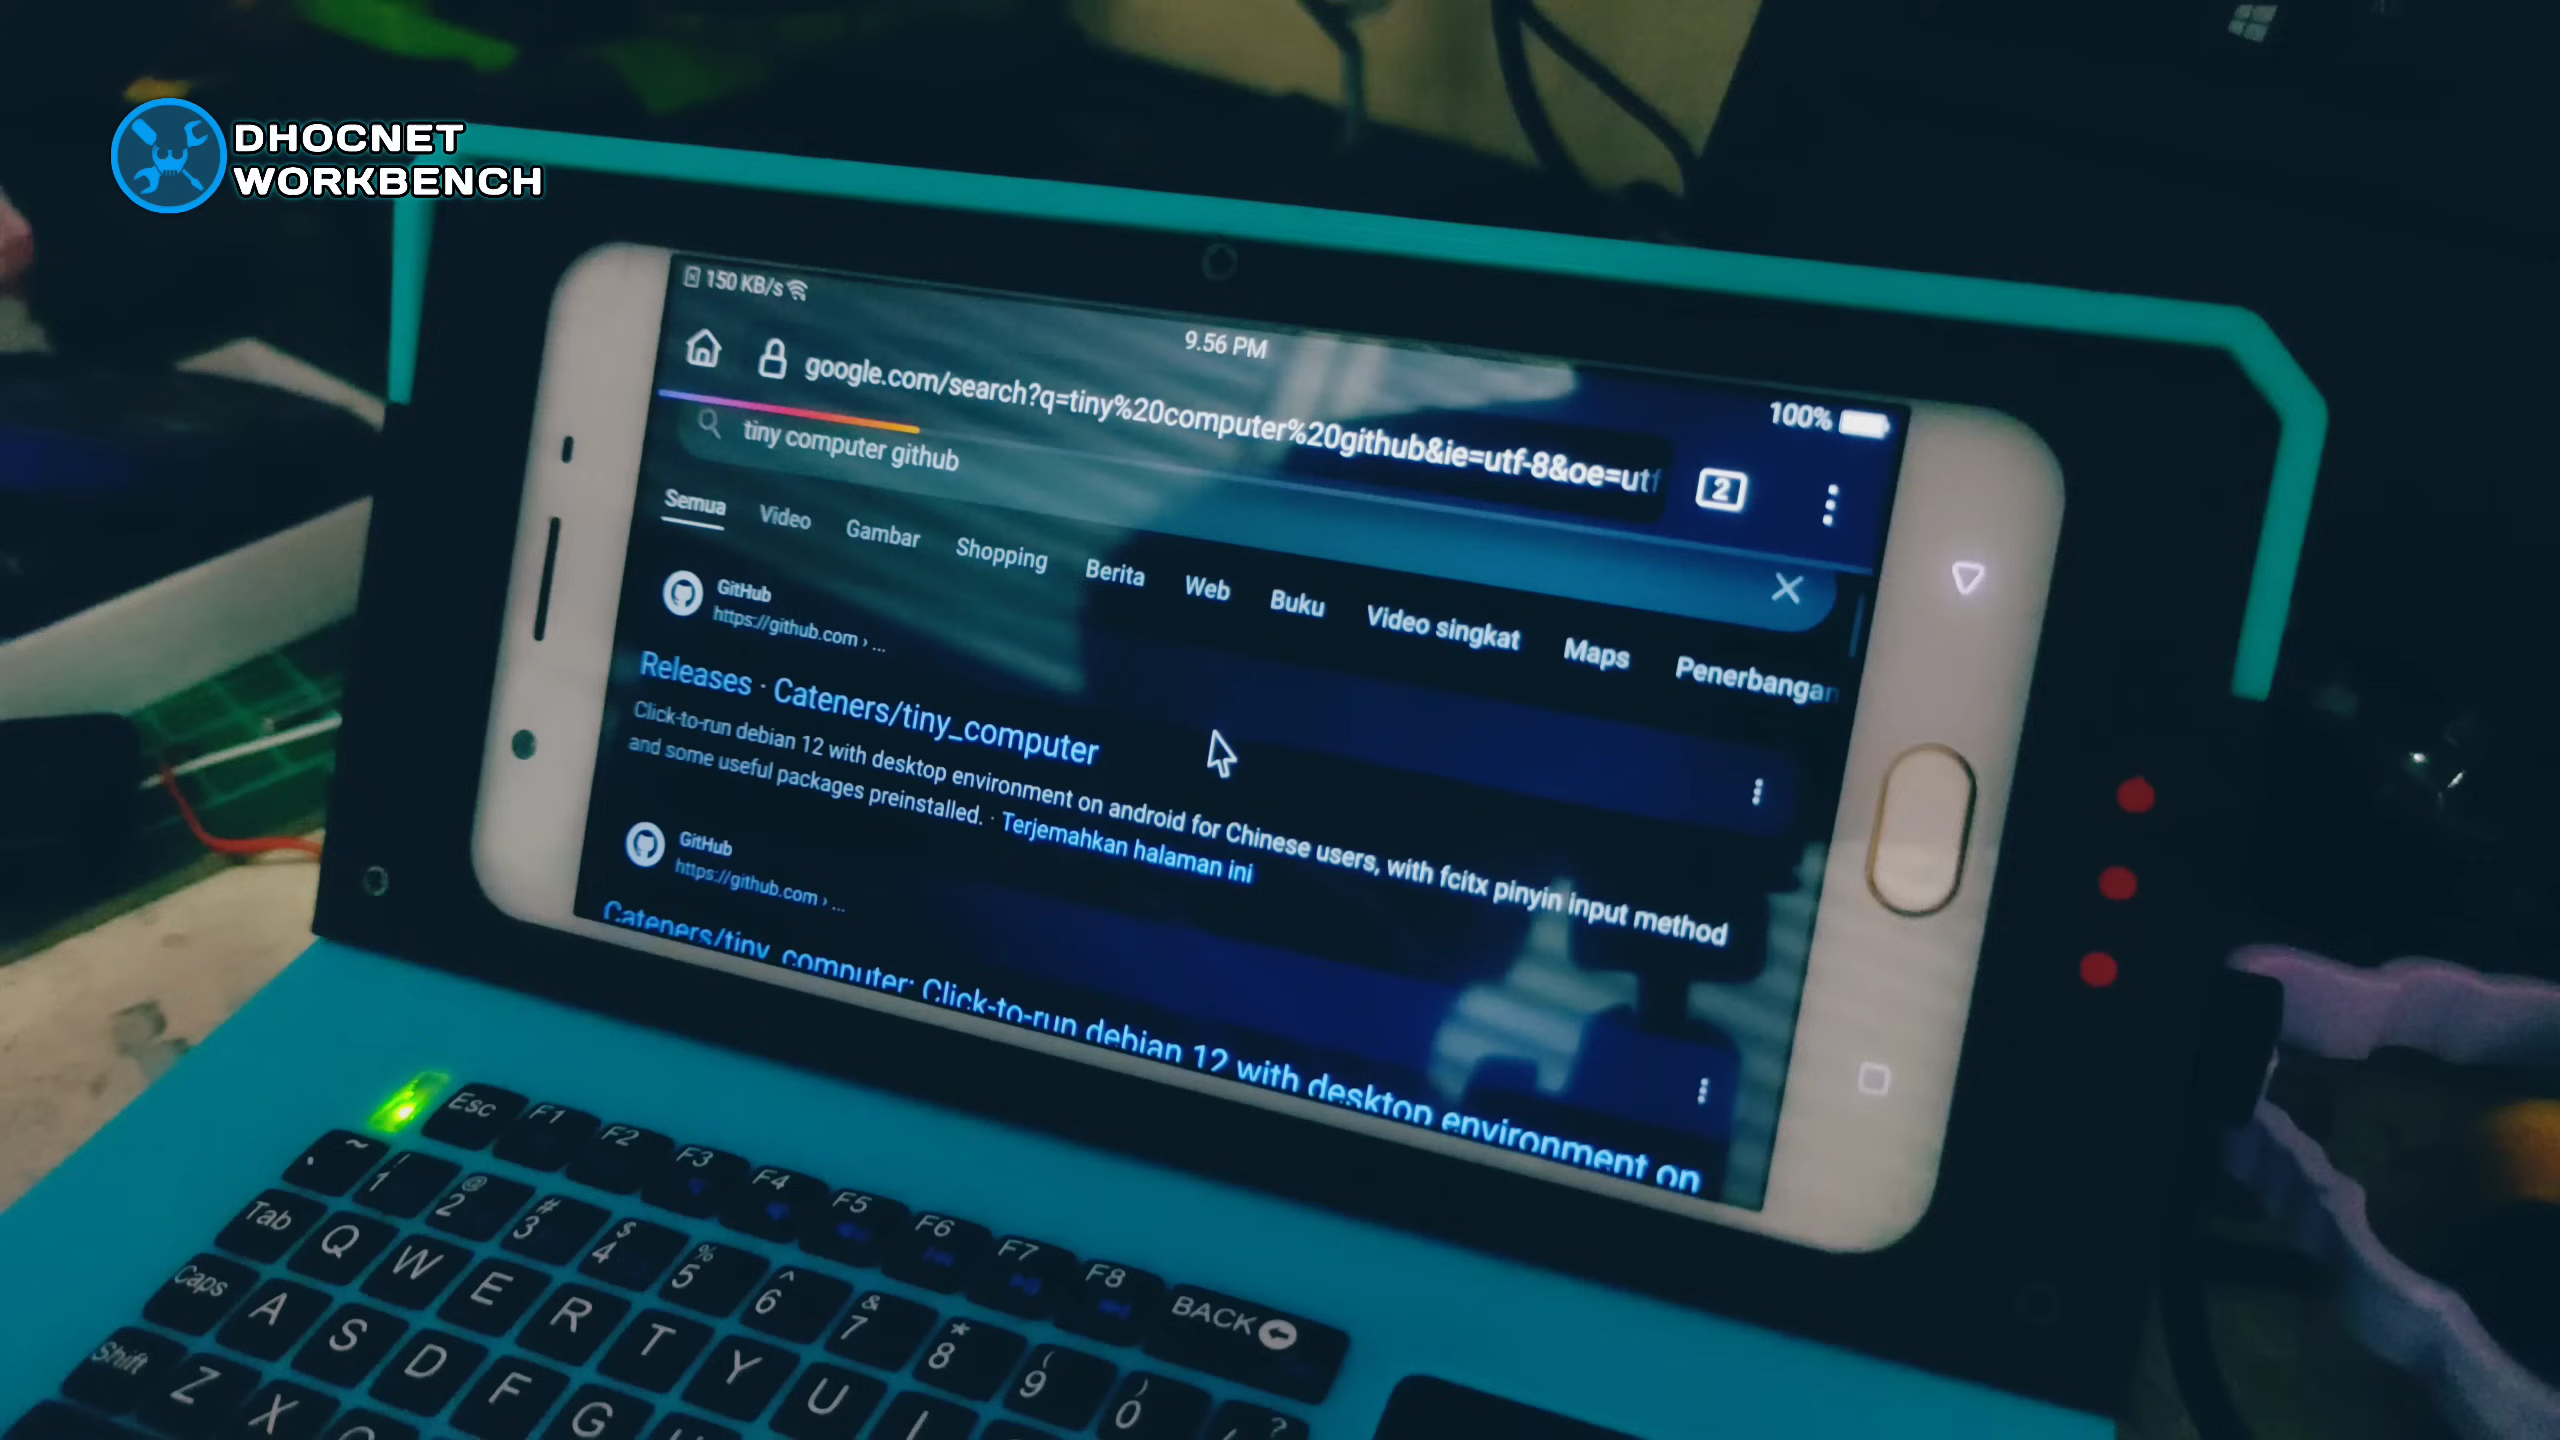 DHOCNET
WORKBENCH
150 KB/s
9.56 PM
100%
google.com/search?q=tiny%20computer%20github&ie=utf-8&oe=utf
2
tiny computer github
Semua Video Gambar Shopping Berita Web Buku Video singkat Maps Penerbangan
GitHub
https://github.com › ...
Releases · Cateners/tiny_computer
Click-to-run debian 12 with desktop environment on android for Chinese users, with fcitx pinyin input method
and some useful packages preinstalled. · Terjemahkan halaman ini
GitHub
https://github.com › ...
Cateners/tiny_computer: Click-to-run debian 12 with desktop environment on
Esc F1 F2 F3 F4 F5 F6 F7 F8 BACK
~ ! @ # $ % ^ & * ( )
1 2 3 4 5 6 7 8 9 0
Tab Q W E R T Y U I
Caps A S D F G
Shift Z X